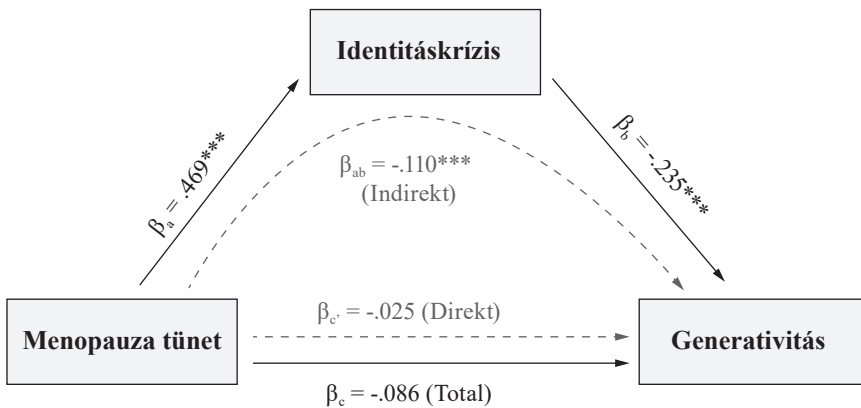 Identitáskrízis
βa = .469***
βb = -.235***
βab = -.110***
(Indirekt)
Menopauza tünet
βc' = -.025 (Direkt)
Generativitás
βc = -.086 (Total)